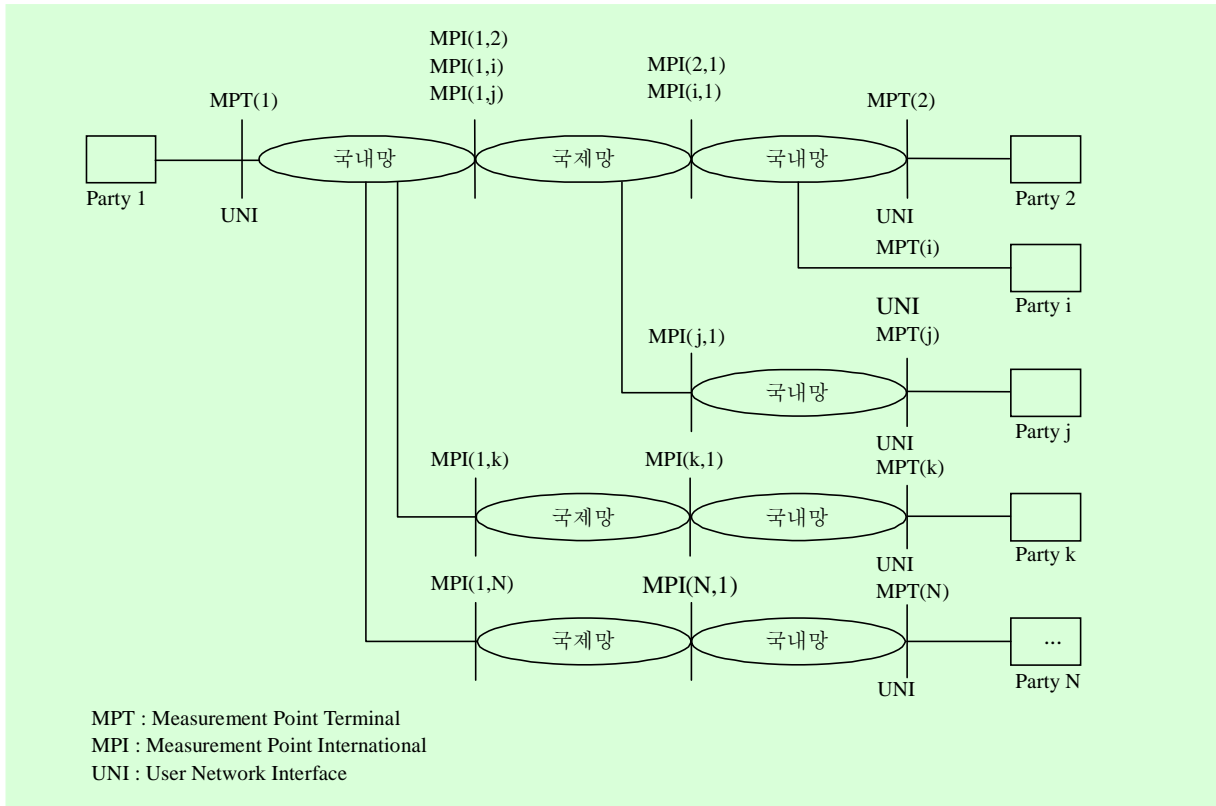 MPI(1,2)
MPI(1,i)
MPI(1,j)
MPI(2,1)
MPI(i,1)
MPT(1)
MPT(2)
국내망
국제망
국내망
Party 1
UNI
Party 2
UNI
MPT(i)
Party i
UNI
MPT(j)
MPI(j,1)
국내망
Party j
UNI
MPT(k)
MPI(1,k)
MPI(k,1)
국제망
국내망
Party k
UNI
MPT(N)
MPI(1,N)
MPI(N,1)
국제망
국내망
...
Party N
UNI
MPT : Measurement Point Terminal
MPI : Measurement Point International
UNI : User Network Interface